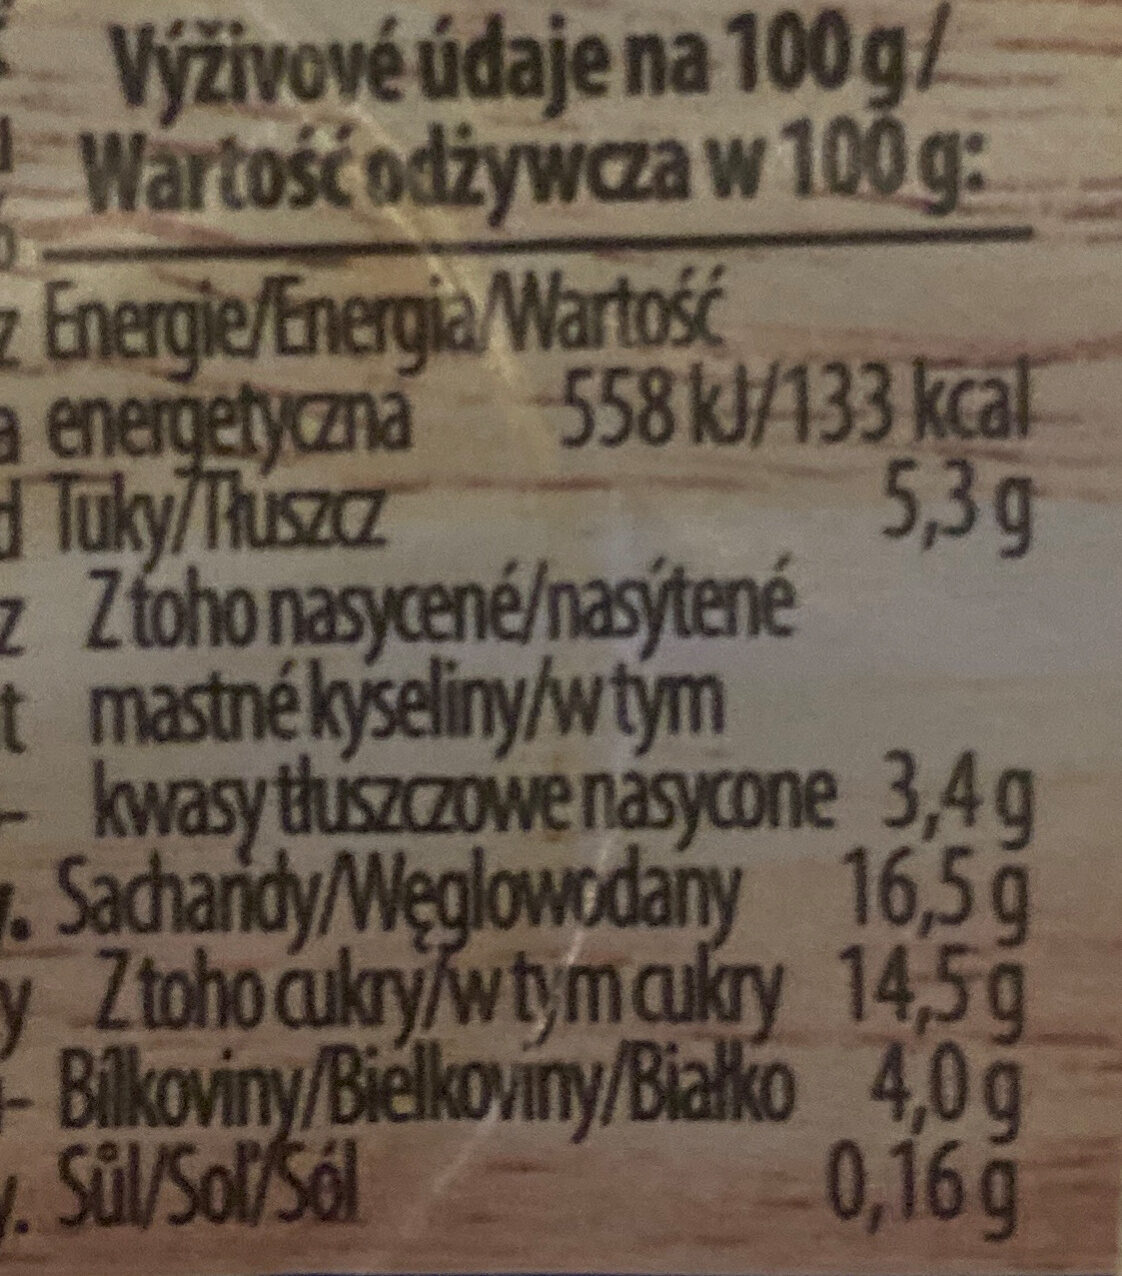 Výživové údaje na 100 g/
Wartość odżywcza w 100 g:
Energie/Energia/Wartość
energetyczna 558 kJ/133 kcal
Tuky/Tłuszcz 5,3 g
Z toho nasycené/nasýtené
mastné kyseliny/w tym
kwasy tłuszczowe nasycone 3,4 g
Sacharidy/Węglowodany 16,5 g
Z toho cukry/w tym cukry 14,5 g
Bílkoviny/Bielkoviny/Białko 4,0 g
Sůl/Soľ/Sól 0,16 g